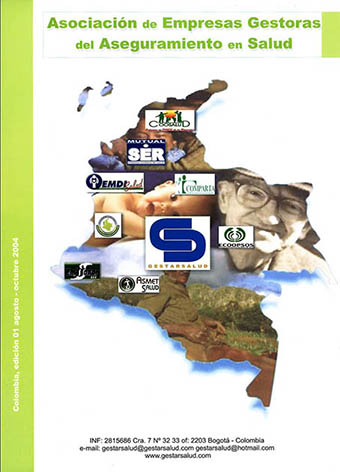 Asociación de Empresas Gestoras
del Aseguramiento en Salud
COOSALUD
MUTUAL
SER
EMDISalud
COMPARTA
GESTARSALUD
ECOOPSOS
ASMET
SALUD
Colombia, edición 01 agosto - octubre 2004
INF: 2815686 Cra. 7 Nº 32 33 of: 2203 Bogotá - Colombia
e-mail: gestarsalud@gestarsalud.com gestarsalud@hotmail.com
www.gestarsalud.com